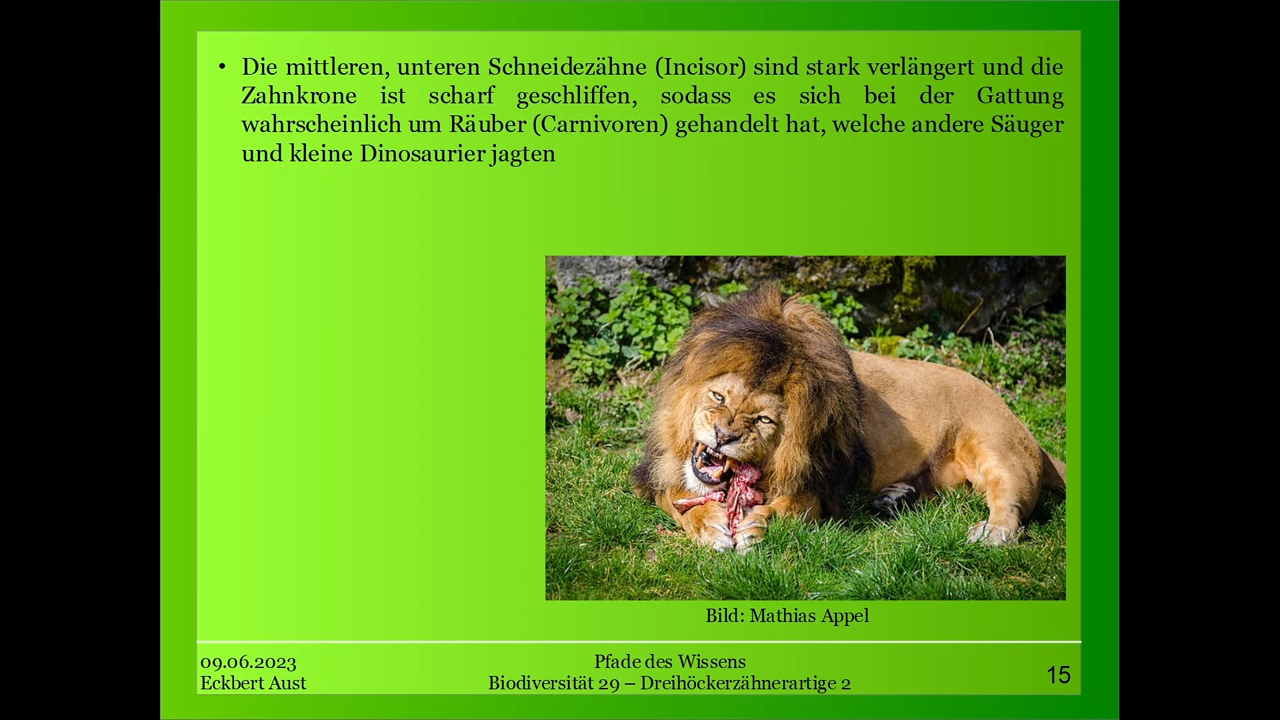 • Die mittleren, unteren Schneidezähne (Incisor) sind stark verlängert und die
Zahnkrone ist scharf geschliffen, sodass es sich bei der Gattung
wahrscheinlich um Räuber (Carnivoren) gehandelt hat, welche andere Säuger
und kleine Dinosaurier jagten
Bild: Mathias Appel
09.06.2023
Eckbert Aust
Pfade des Wissens
Biodiversität 29 – Dreihöckerzähnerartige 2
15